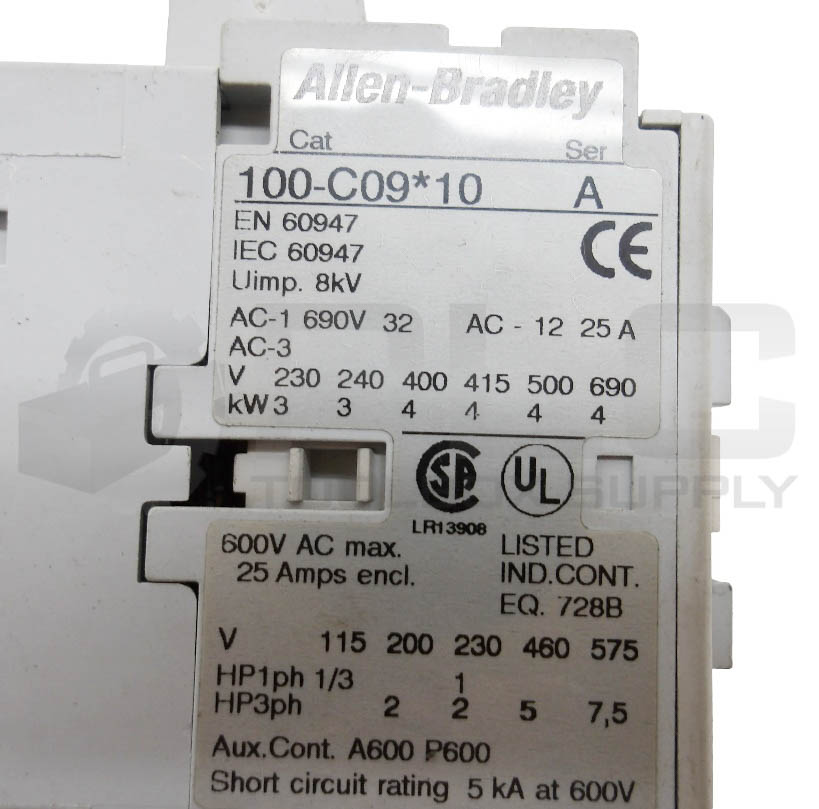 Allen-Bradley
Cat Ser
100-C09*10 A
EN 60947
IEC 60947
CE
Uimp. 8kV
AC-1 690V 32 AC - 12 25 A
AC-3
V 230 240 400 415 500 690
kW 3 3 4 4 4 4
SA UL
LR13908
600V AC max. LISTED
25 Amps encl. IND.CONT.
EQ. 728B
V 115 200 230 460 575
HP1ph 1/3 1
HP3ph 2 2 5 7,5
Aux.Cont. A600 P600
Short circuit rating 5 kA at 600V